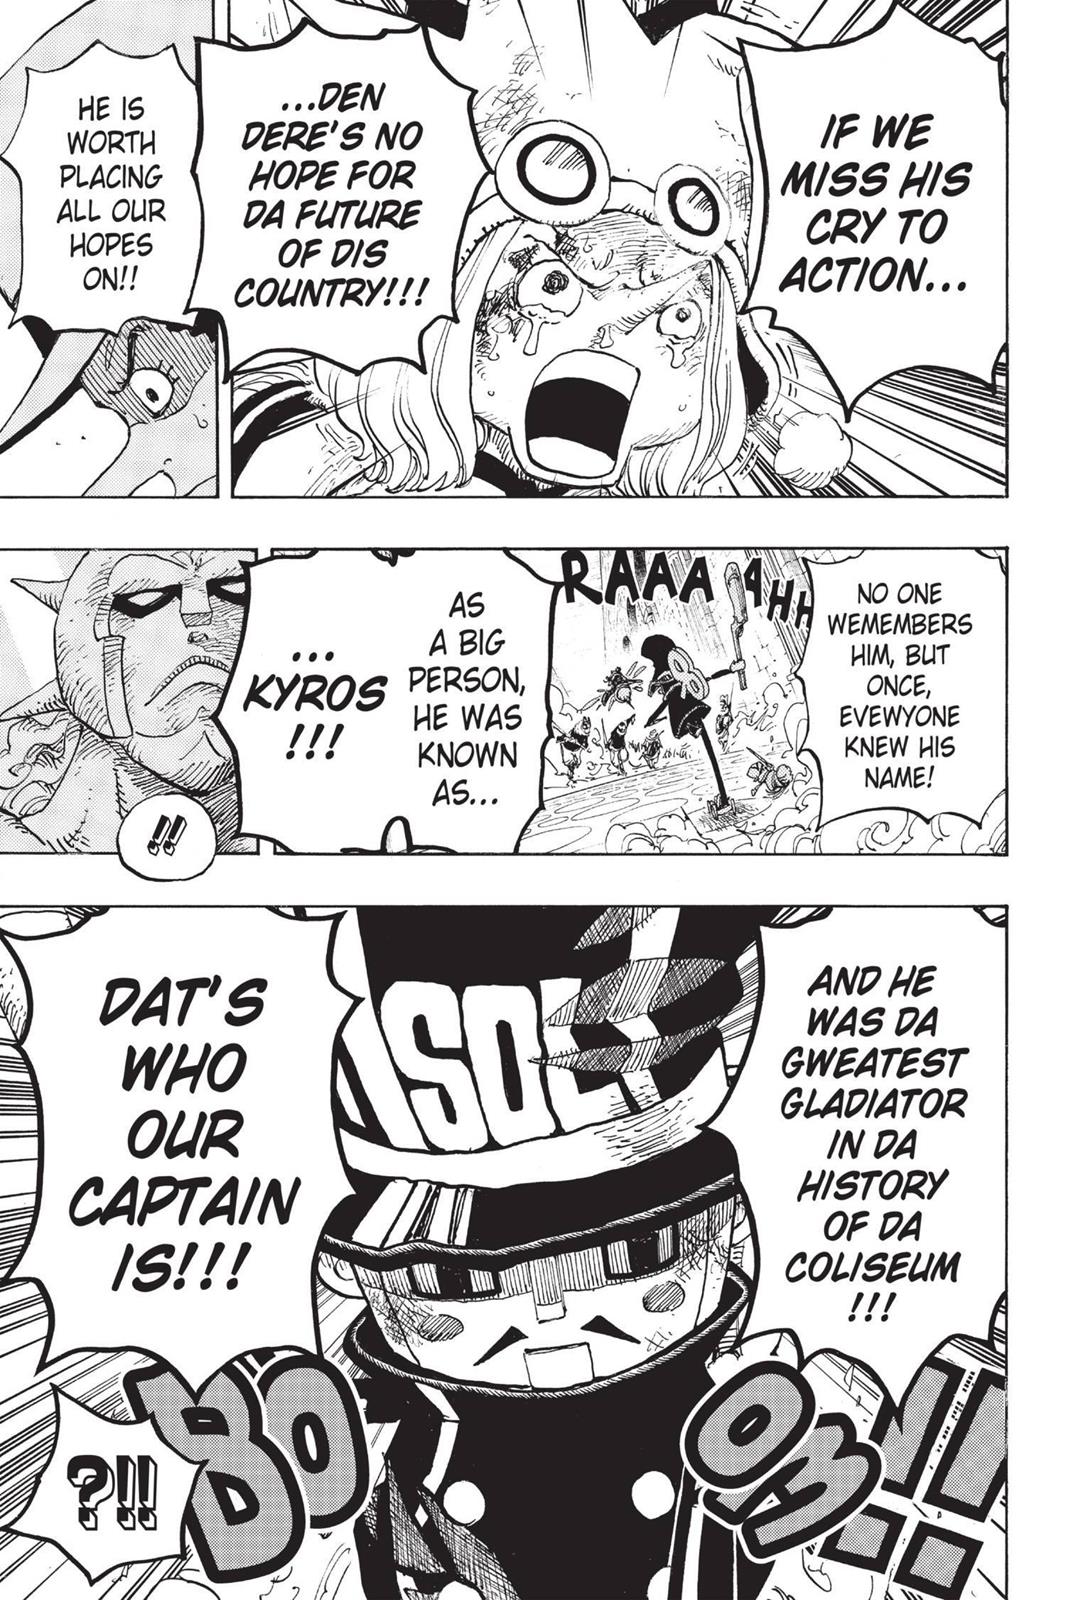 IF WE
MISS HIS
CRY TO
ACTION...
...DEN
DERE'S NO
HOPE FOR
DA FUTURE
OF DIS
COUNTRY!!!
HE IS
WORTH
PLACING
ALL OUR
HOPES
ON!!
NO ONE
WEMEMBERS
HIM, BUT
ONCE,
EVEWYONE
KNEW HIS
NAME!
RAAAAHH
8
AS
A BIG
PERSON,
HE WAS
KNOWN
AS...
...
KYROS
!!!
!!
AND HE
WAS DA
GWEATEST
GLADIATOR
IN DA
HISTORY
OF DA
COLISEUM
!!!
SOL
DAT'S
WHO
OUR
CAPTAIN
IS!!!
BOOM!!
?!!